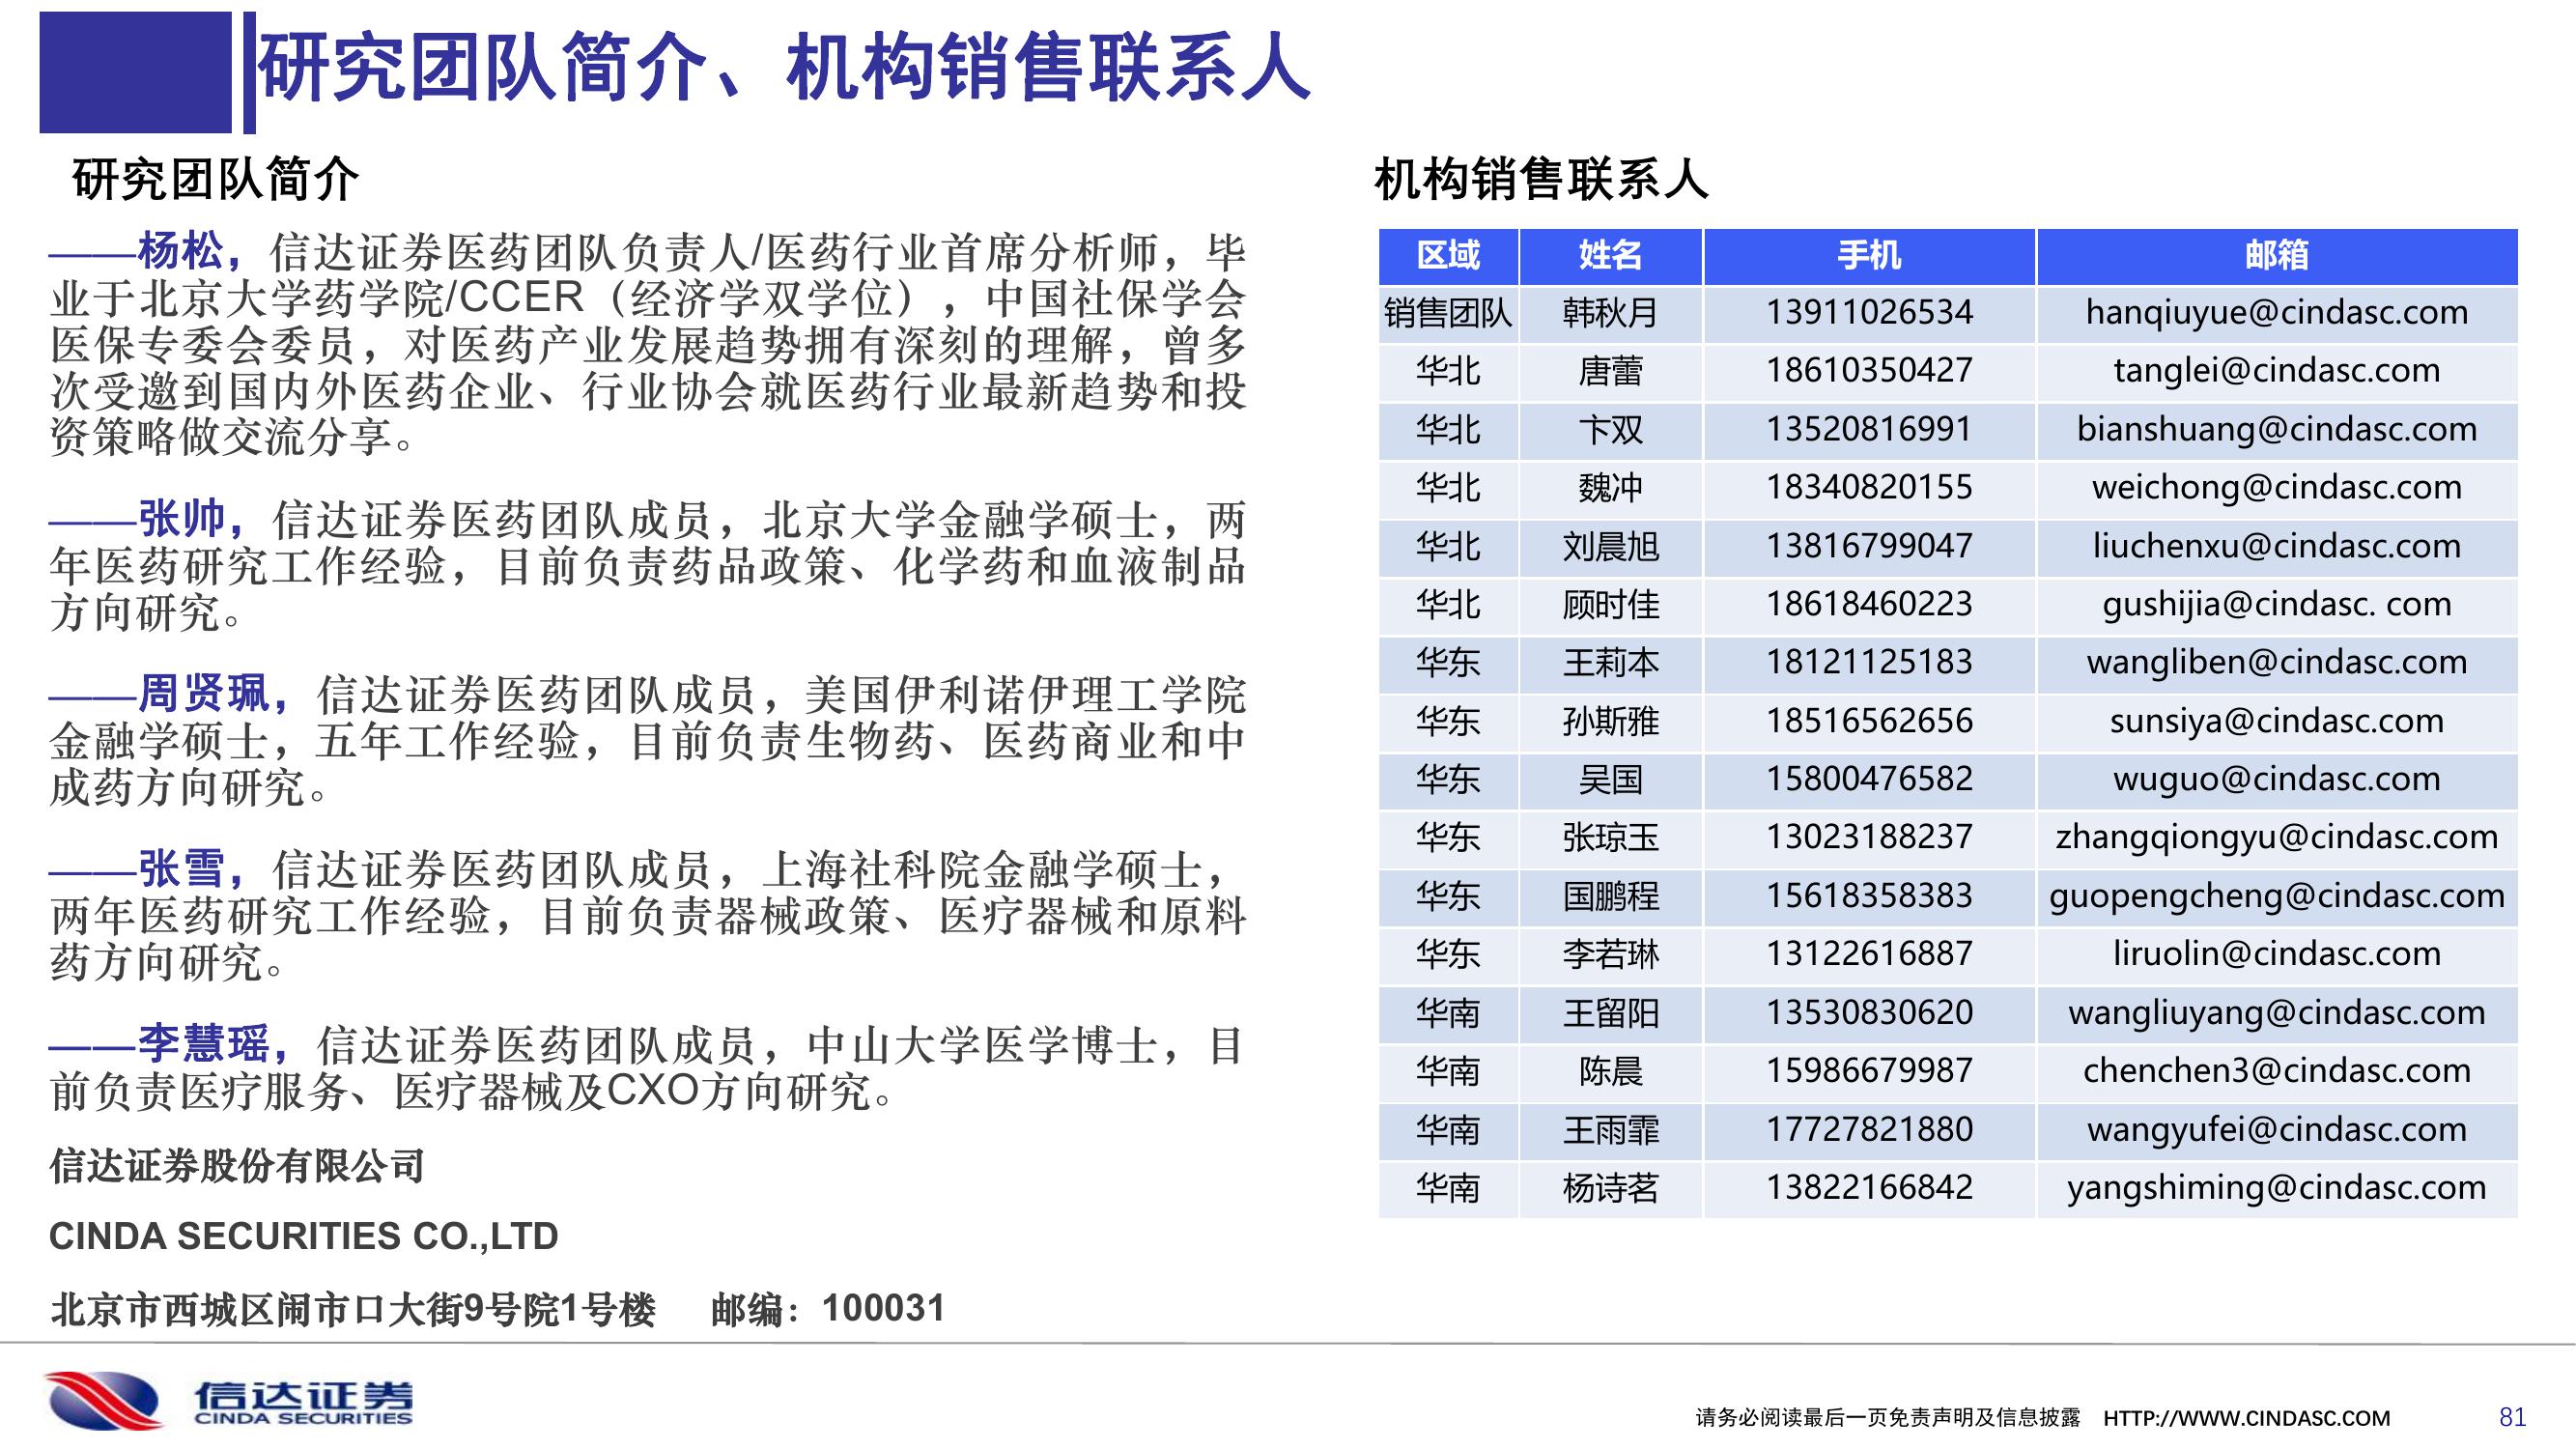 研究团队简介、机构销售联系人
研究团队简介
——杨松，信达证券医药团队负责人/医药行业首席分析师，毕
业于北京大学药学院/CCER（经济学双学位），中国社保学会
医保专委会委员，对医药产业发展趋势拥有深刻的理解，曾多
次受邀到国内外医药企业、行业协会就医药行业最新趋势和投
资策略做交流分享。
——张帅，信达证券医药团队成员，北京大学金融学硕士，两
年医药研究工作经验，目前负责药品政策、化学药和血液制品
方向研究。
——周贤珮，信达证券医药团队成员，美国伊利诺伊理工学院
金融学硕士，五年工作经验，目前负责生物药、医药商业和中
成药方向研究。
——张雪，信达证券医药团队成员，上海社科院金融学硕士，
两年医药研究工作经验，目前负责器械政策、医疗器械和原料
药方向研究。
——李慧瑶，信达证券医药团队成员，中山大学医学博士，目
前负责医疗服务、医疗器械及CXO方向研究。
信达证券股份有限公司
CINDA SECURITIES CO.,LTD
北京市西城区闹市口大街9号院1号楼 邮编：100031
机构销售联系人
区域 姓名 手机 邮箱
销售团队 韩秋月 13911026534 hanqiuyue@cindasc.com
华北 唐蕾 18610350427 tanglei@cindasc.com
华北 卞双 13520816991 bianshuang@cindasc.com
华北 魏冲 18340820155 weichong@cindasc.com
华北 刘晨旭 13816799047 liuchenxu@cindasc.com
华北 顾时佳 18618460223 gushijia@cindasc. com
华东 王莉本 18121125183 wangliben@cindasc.com
华东 孙斯雅 18516562656 sunsiya@cindasc.com
华东 吴国 15800476582 wuguo@cindasc.com
华东 张琼玉 13023188237 zhangqiongyu@cindasc.com
华东 国鹏程 15618358383 guopengcheng@cindasc.com
华东 李若琳 13122616887 liruolin@cindasc.com
华南 王留阳 13530830620 wangliuyang@cindasc.com
华南 陈晨 15986679987 chenchen3@cindasc.com
华南 王雨霏 17727821880 wangyufei@cindasc.com
华南 杨诗茗 13822166842 yangshiming@cindasc.com
信达证券
CINDA SECURITIES
请务必阅读最后一页免责声明及信息披露 HTTP://WWW.CINDASC.COM 81